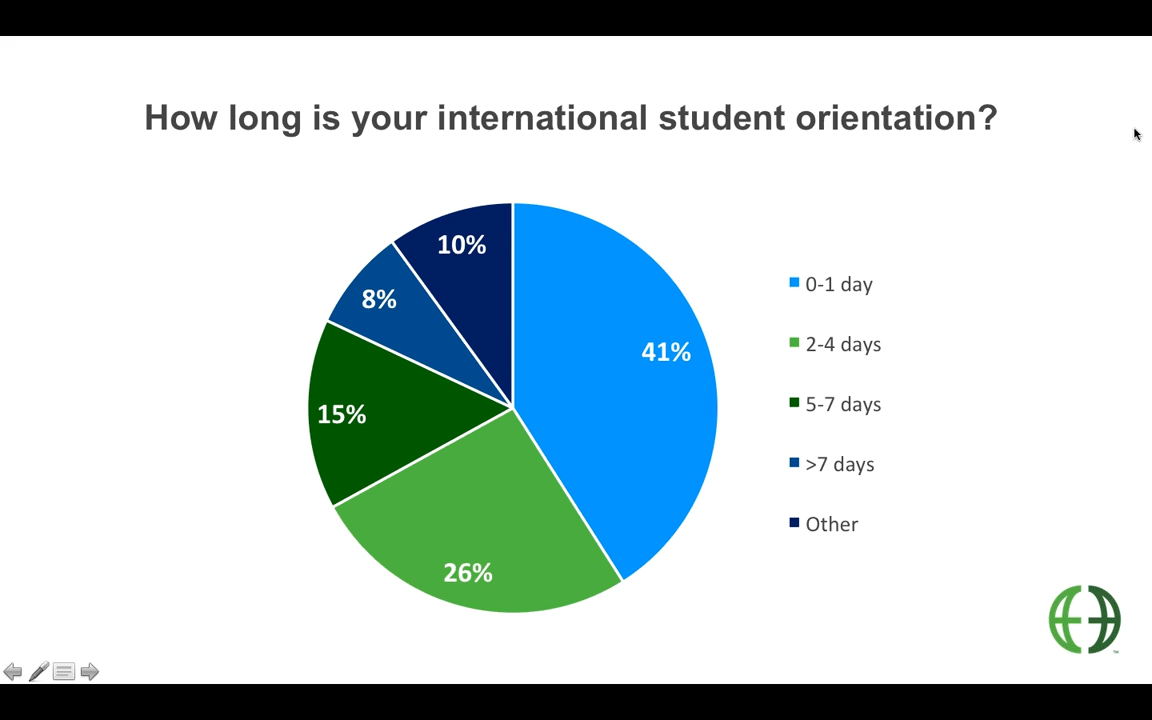 How long is your international student orientation?
10%
8%
41%
15%
26%
0-1 day
2-4 days
5-7 days
>7 days
Other